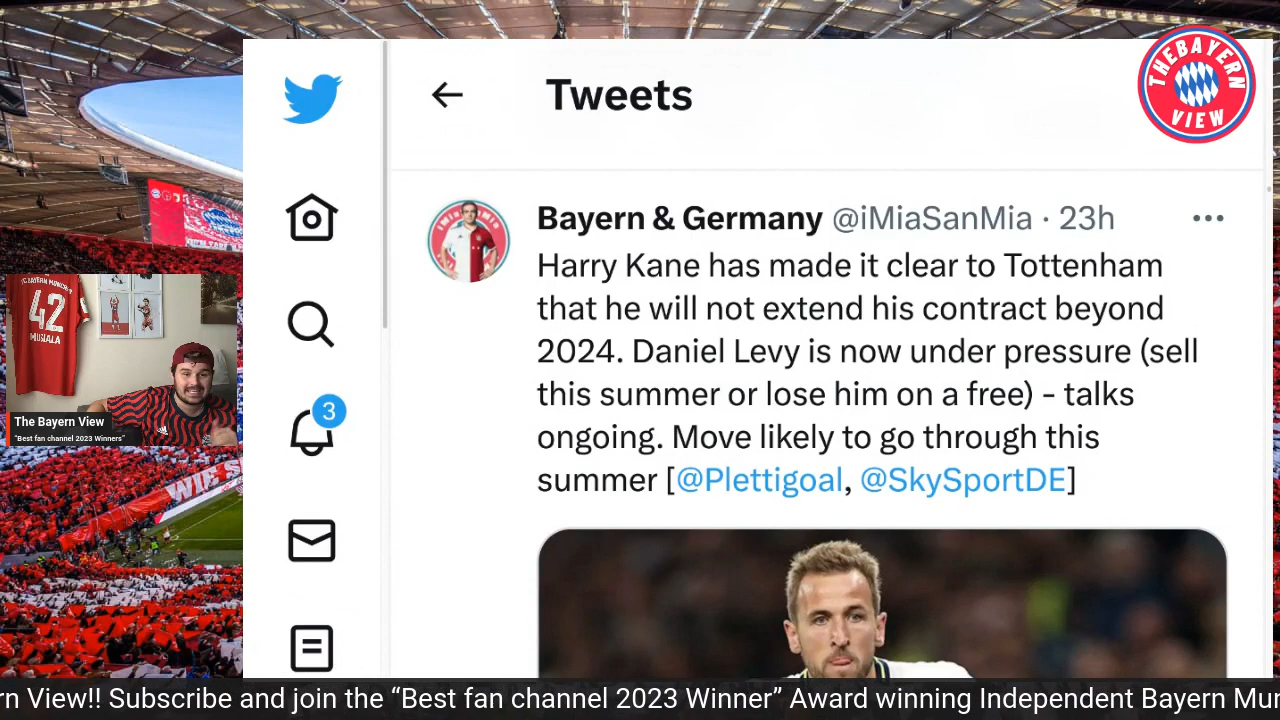 Tweets
THE BAYERN
VIEW
Bayern & Germany @iMiaSanMia · 23h
Harry Kane has made it clear to Tottenham
that he will not extend his contract beyond
2024. Daniel Levy is now under pressure (sell
this summer or lose him on a free) - talks
ongoing. Move likely to go through this
summer [@Plettigoal, @SkySportDE]
3
42
MUSIALA
The Bayern View
"Best fan channel 2023 Winners"
WIE S
rn View!! Subscribe and join the “Best fan channel 2023 Winner” Award winning Independent Bayern Mun